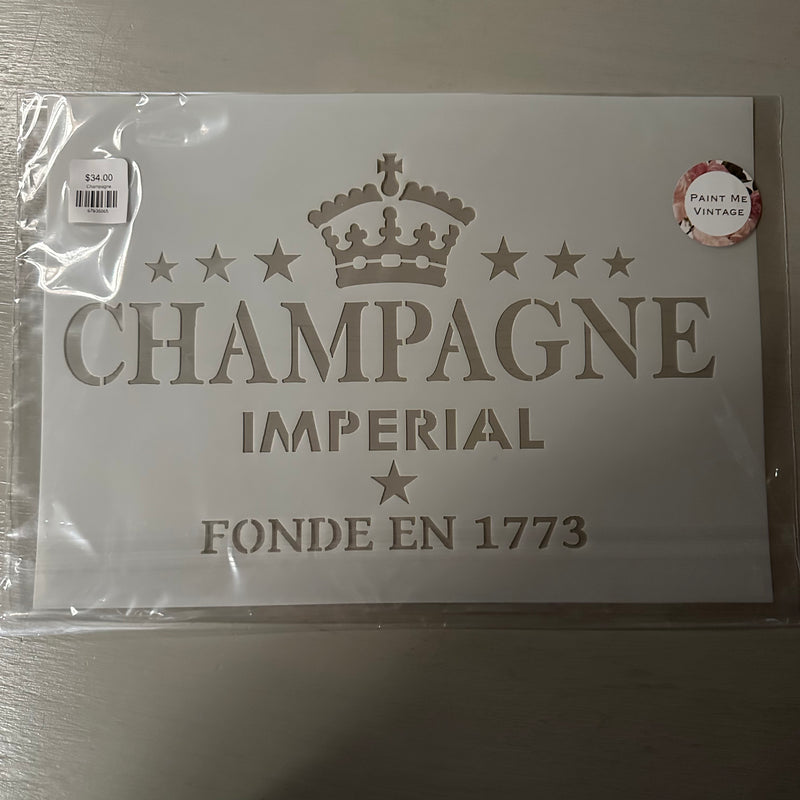 $34.00
Champagne
PAINT ME
VINTAGE
CHAMPAGNE
IMPERIAL
FONDE EN 1773